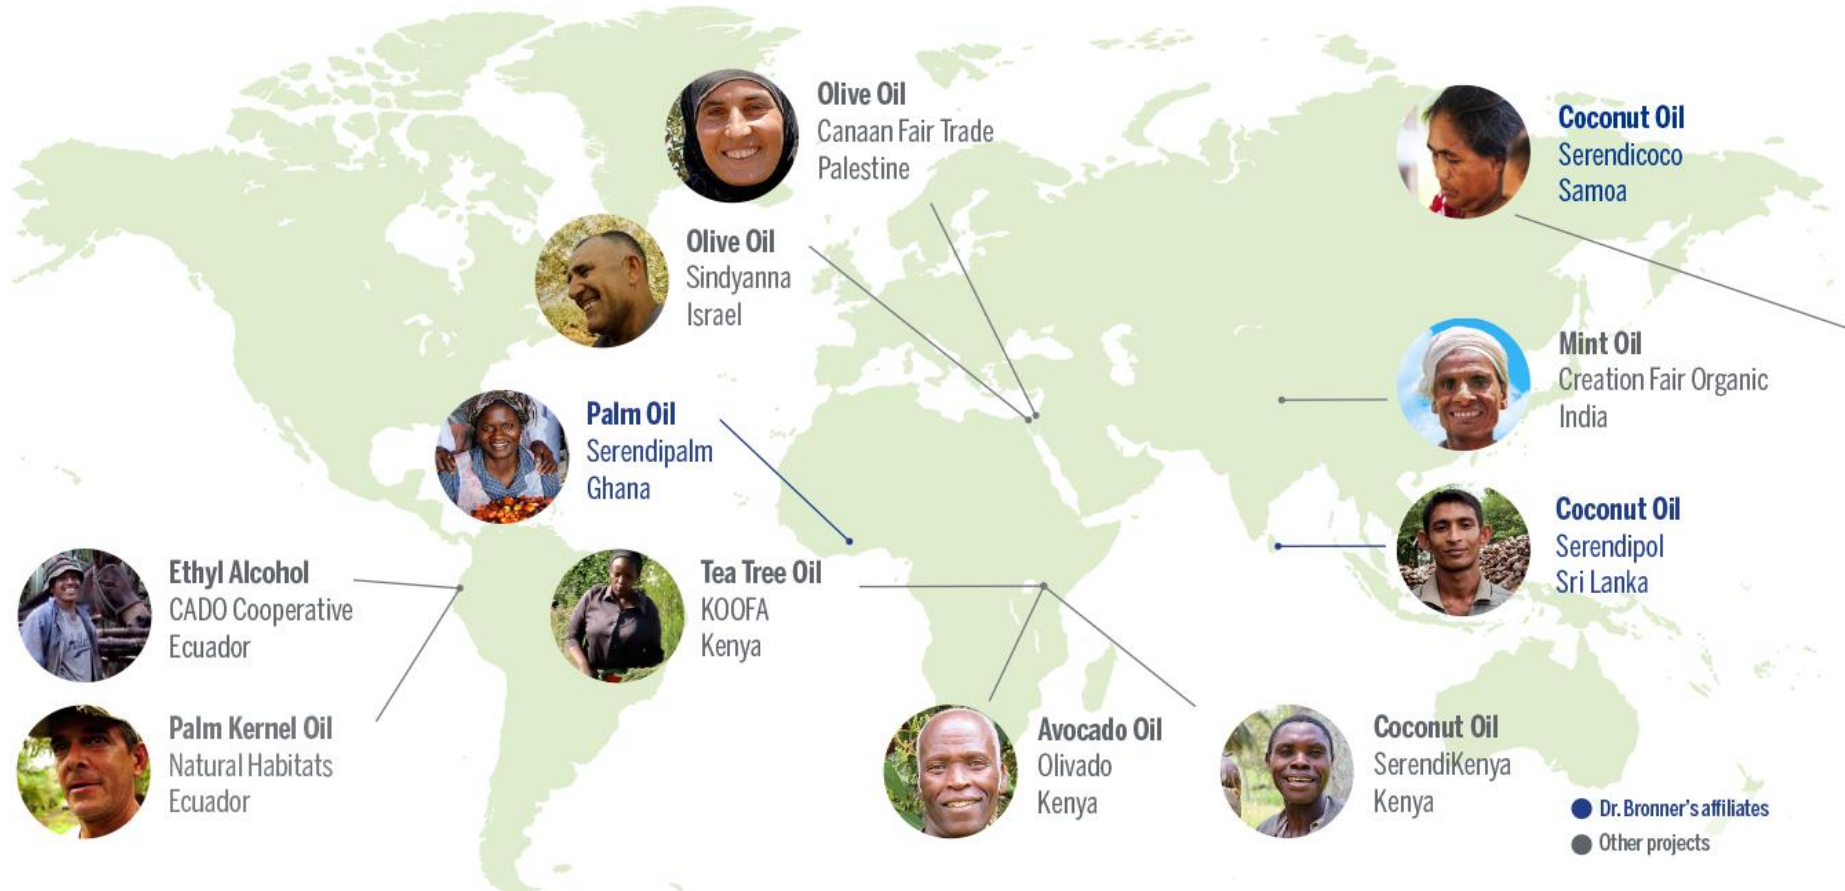 Olive Oil
Canaan Fair Trade
Palestine
Coconut Oil
Serendicoco
Samoa
Olive Oil
Sindyanna
Israel
Mint Oil
Creation Fair Organic
India
Palm Oil
Serendipalm
Ghana
Coconut Oil
Serendipol
Sri Lanka
Ethyl Alcohol
CADO Cooperative
Ecuador
Tea Tree Oil
KOOFA
Kenya
Palm Kernel Oil
Natural Habitats
Ecuador
Avocado Oil
Olivado
Kenya
Coconut Oil
SerendiKenya
Kenya
Dr. Bronner's affiliates
Other projects